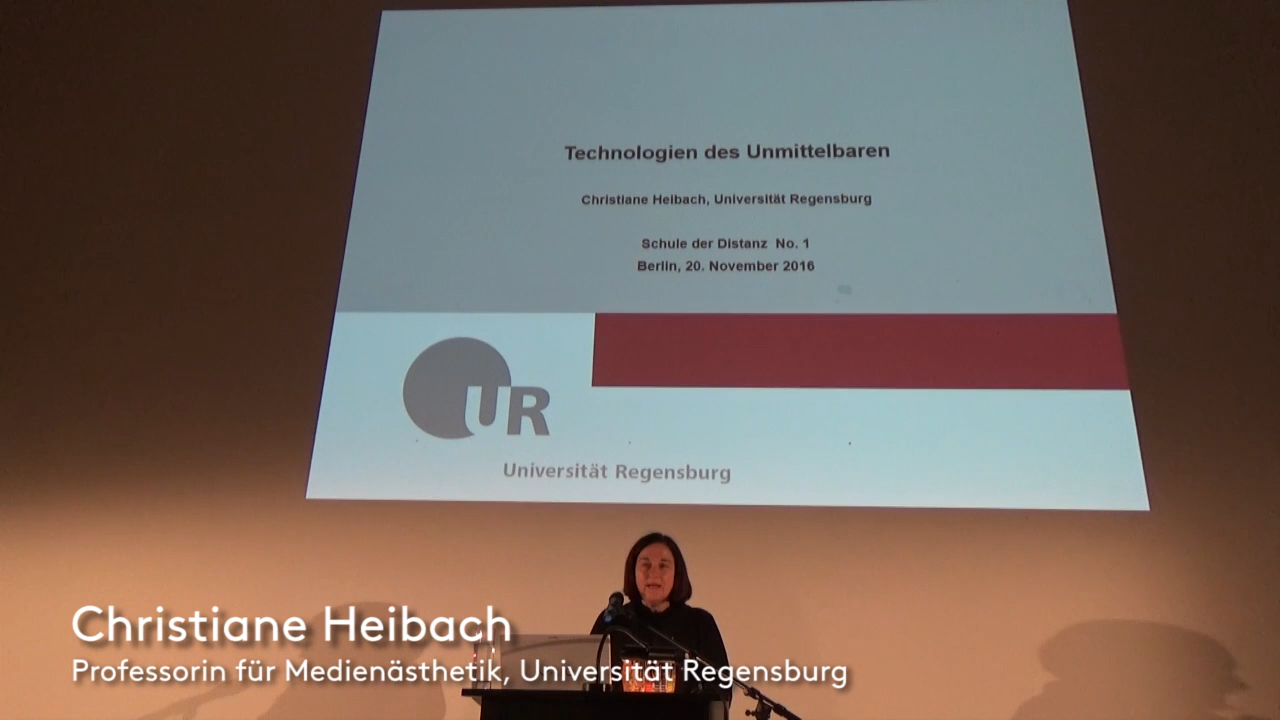 Technologien des Unmittelbaren
Christiane Heibach, Universität Regensburg
Schule der Distanz No. 1
Berlin, 20. November 2016
UR
Universität Regensburg
Christiane Heibach
Professorin für Medienästhetik, Universität Regensburg